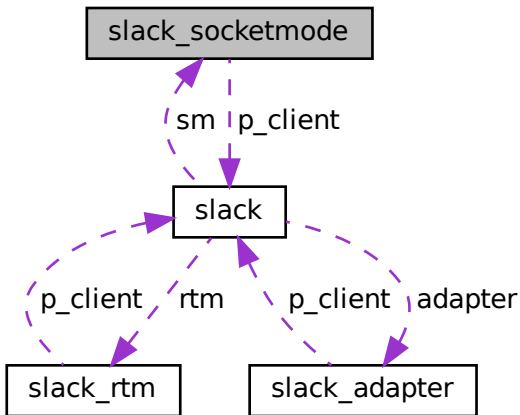 slack_socketmode
sm p_client
slack
p_client rtm p_client adapter
slack_rtm slack_adapter